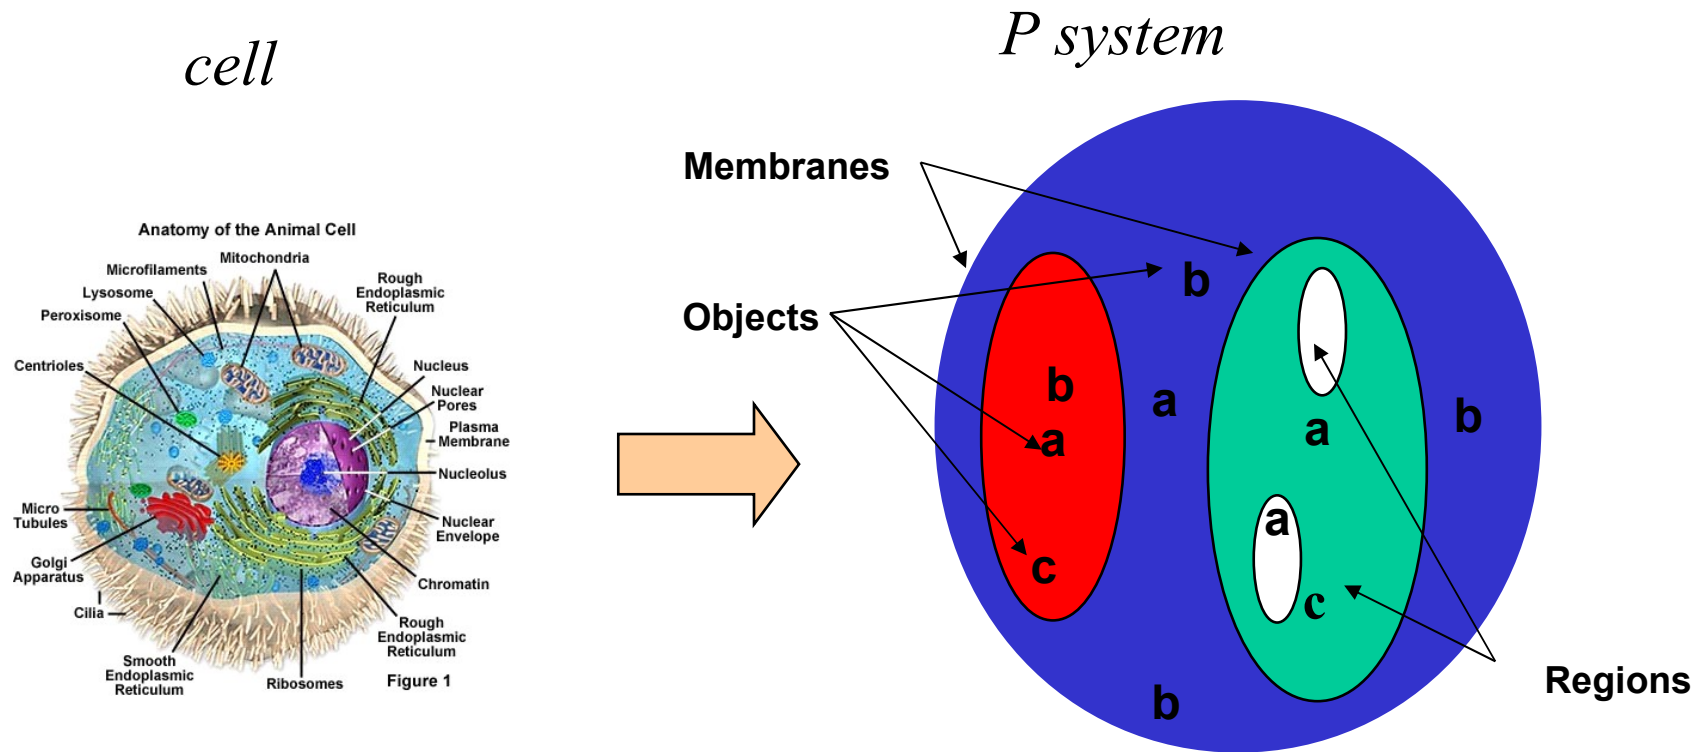 cell
P system
Anatomy of the Animal Cell
Mitochondria
Microfilaments
Lysosome
Peroxisome
Rough
Endoplasmic
Reticulum
Centrioles
Nucleus
Nuclear
Pores
Plasma
Membrane
Nucleolus
Micro
Tubules
Nuclear
Envelope
Golgi
Apparatus
Chromatin
Cilia
Rough
Endoplasmic
Reticulum
Smooth
Endoplasmic
Reticulum
Ribosomes
Figure 1
Membranes
Objects
b
b
a
a
c
a
b
a
c
b
b
Regions